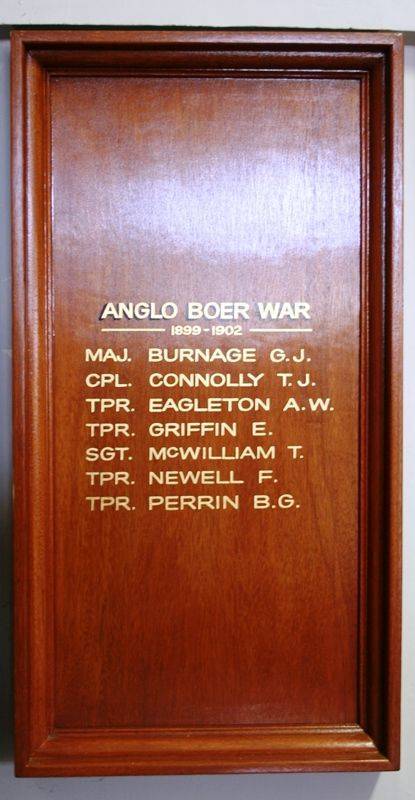 ANGLO BOER WAR
1899-1902
MAJ. BURNAGE G.J.
CPL. CONNOLLY T.J.
TPR. EAGLETON A.W.
TPR. GRIFFIN E.
SGT. McWILLIAM T.
TPR. NEWELL F.
TPR. PERRIN B.G.